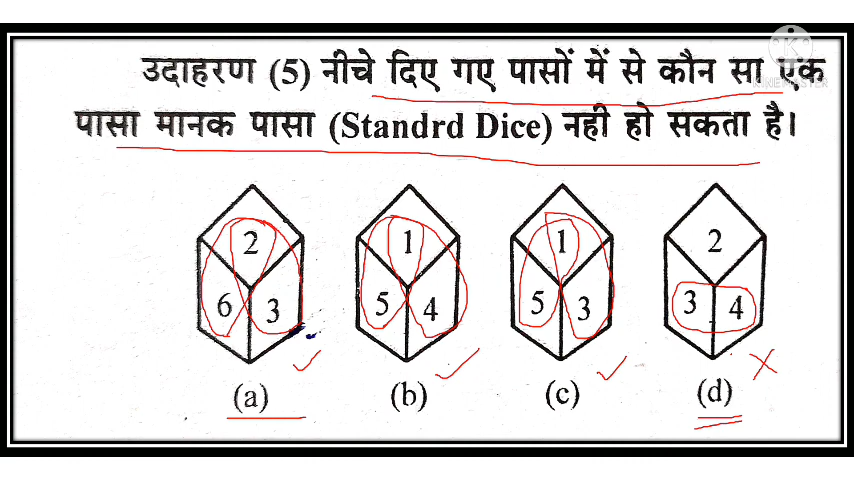 उदाहरण (5) नीचे दिए गए पासों में से कौन सा एक
पासा मानक पासा (Standrd Dice) नही हो सकता है।
KINEMASTER
2 1 1 2
6 3 5 4 5 3 3 4
(a) (b) (c) (d)